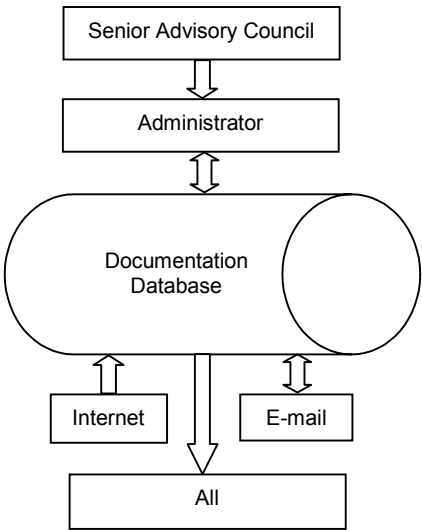 Senior Advisory Council
Administrator
Documentation
Database
Internet
E-mail
All